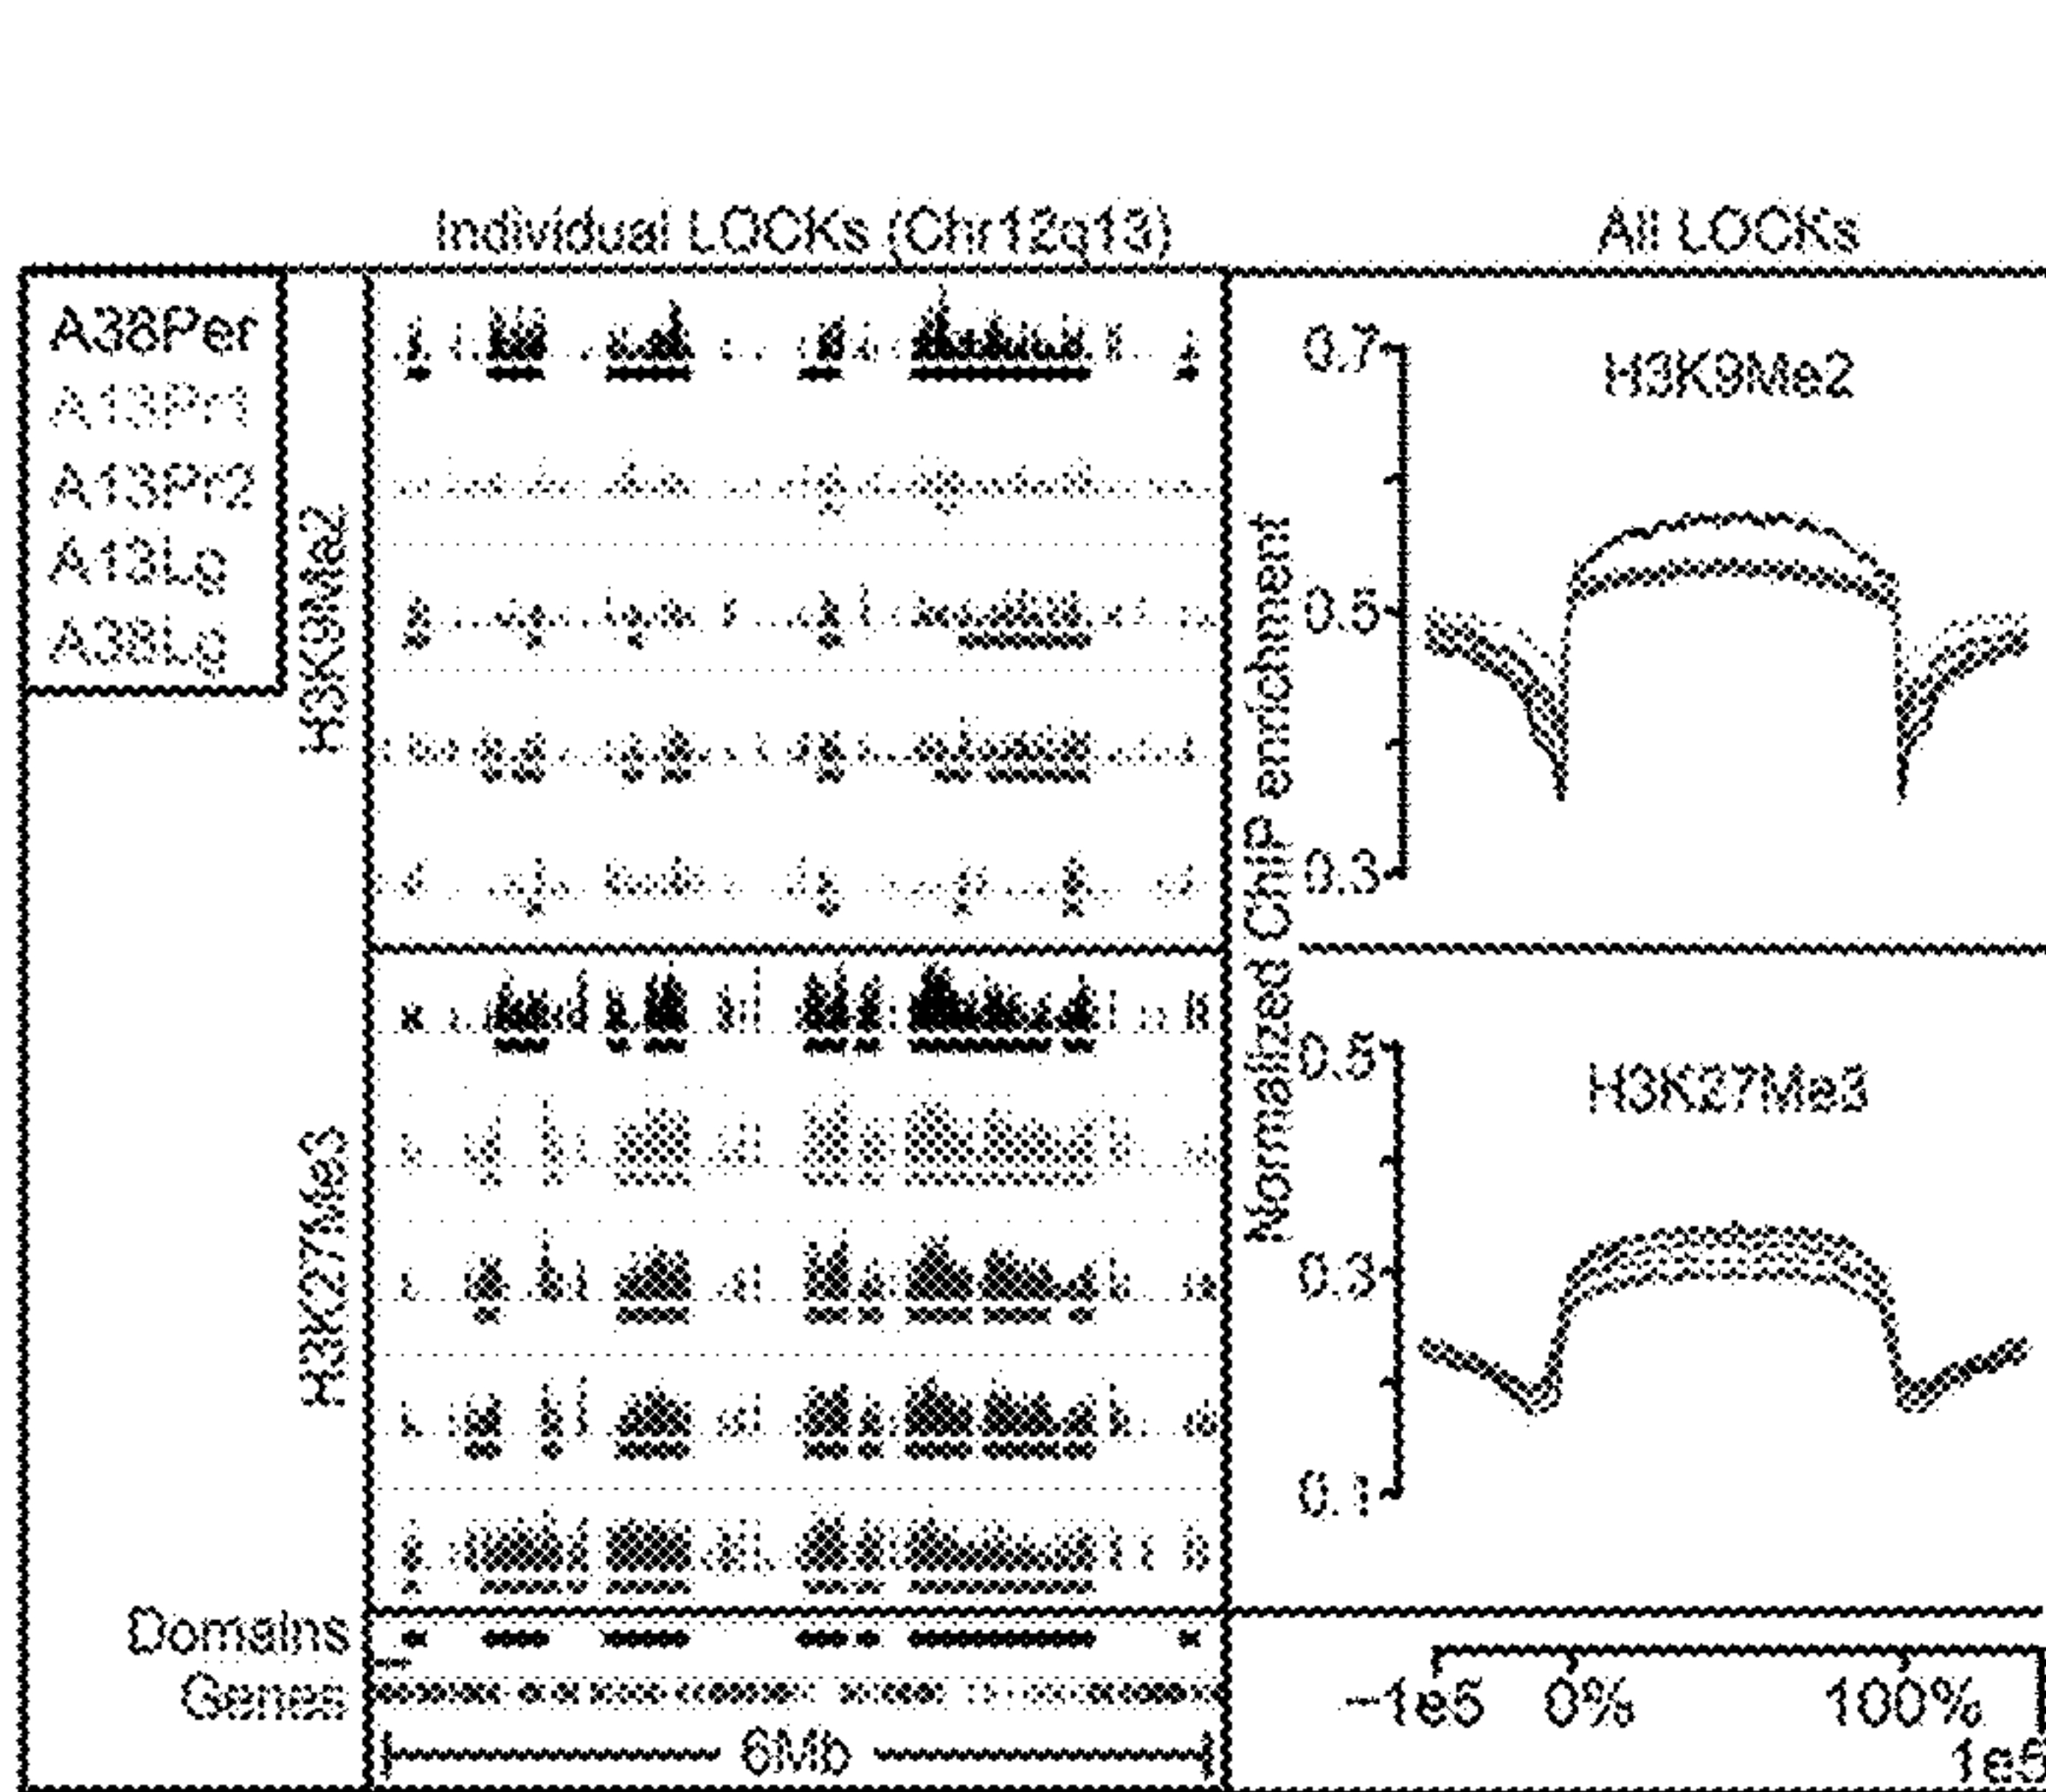 Individual LOCKs (Chr12q13)
All LOCKs
A38Per
A13Pr1
A13Pr2
A13Lg
A38Lg
H3K9Me2
H3K27Me3
Domains
Genes
6Mb
Normalized ChIP enrichment
0.7
0.5
0.3
H3K9Me2
0.5
0.3
0.1
H3K27Me3
−1e5 0% 100%
1e5